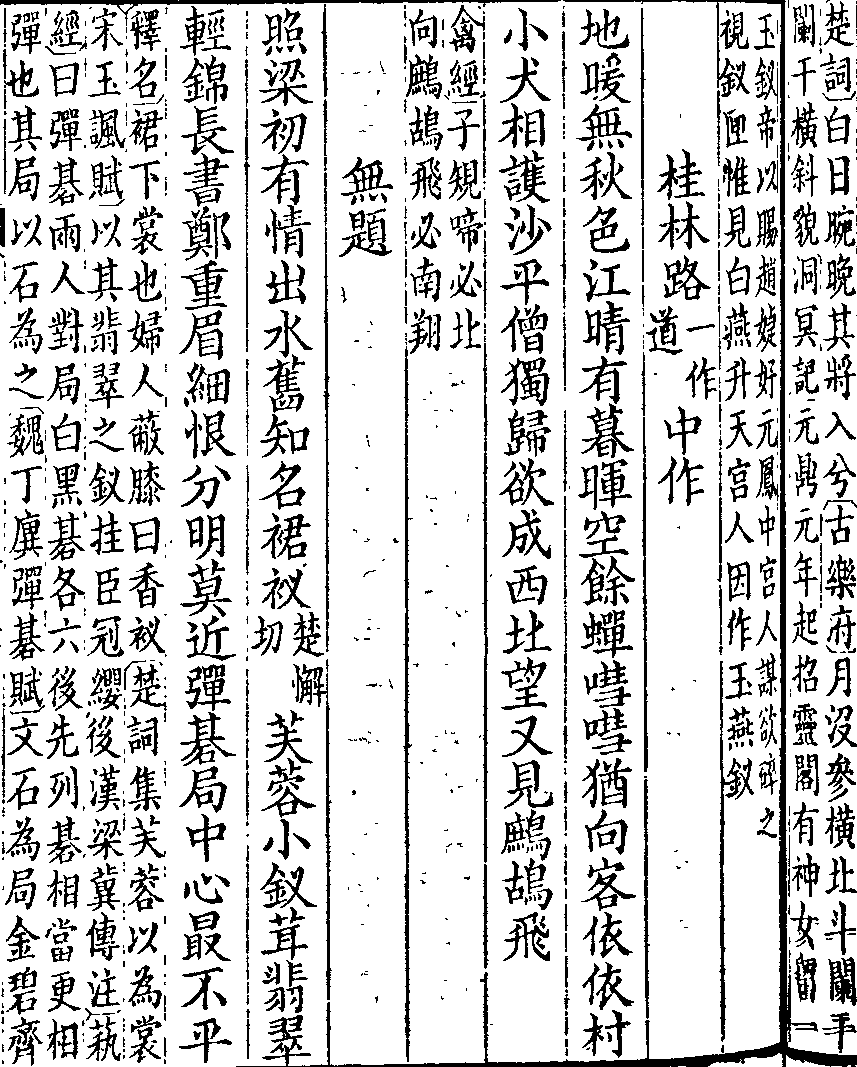 楚詞白日晼晚其將入兮古樂府月没參橫北斗闌干
闌干橫斜貌洞冥記元鼎元年起招靈閣有神女留一
玉釵帝以賜趙婕妤元鳳中宮人謀欲碎之
視釵匣惟見白燕升天宮人因作玉燕釵
桂林路一作道中作
地暖無秋色江晴有暮暉空餘蟬嘒嘒猶向客依依村
小犬相護沙平僧獨歸欲成西北望又見鷓鴣飛
禽經子規啼必北
向鷓鴣飛必南翔
無題
照梁初有情出水舊知名裙衩楚懈切芙蓉小釵茸翡翠
輕錦長書鄭重眉細恨分明莫近彈碁局中心最不平
釋名裙下裳也婦人蔽膝曰香衩楚詞集芙蓉以為裳
宋玉諷賦以其翡翠之釵挂臣冠纓後漢梁冀傳注藝
經曰彈碁兩人對局白黑碁各六後先列碁相當更相
彈也其局以石為之魏丁廙彈碁賦文石為局金碧齊